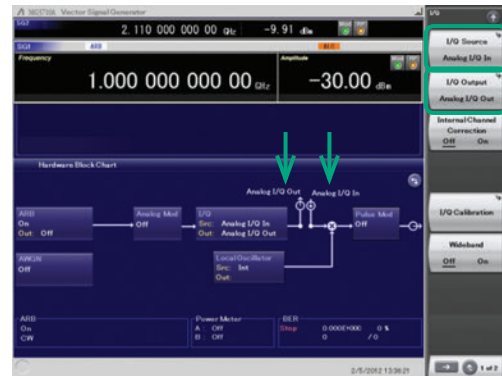 MG3710A Vector Signal Generator
SG2
2. 110 000 000 00 GHz
-9. 91 dBm
SG1
ARB
Frequency
Amplitude
1.000 000 000 00 GHz
-30.00 dBm
Hardware Block Chart
Analog I/Q Out
Analog I/Q In
ARB
On
Out: Off
Analog Mod
Off
I/Q
Src: Analog I/Q In
Out: Analog I/Q Out
Pulse Mod
Off
AWGN
Off
Local Oscillator
Src: Int
Out:
ARB
On
CW
Power Meter
A : Off
B : Off
BER
Stop
0.000E+000
0 %
0
/ 0
2/5/2012 13:36:21
I/Q
I/Q Source
Analog I/Q In
I/Q Output
Analog I/Q Out
Internal Channel
Correction
Off On
I/Q Calibration
Wideband
Off On
1 of 2